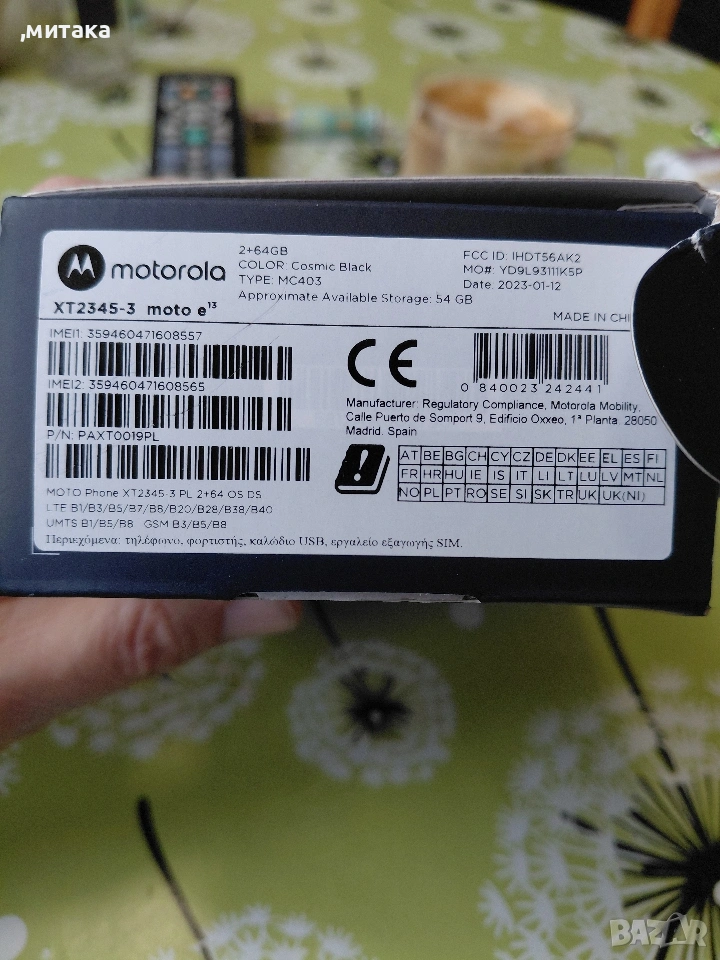 митака
motorola
2+64GB
COLOR: Cosmic Black
TYPE: MC403
Approximate Available Storage: 54 GB
FCC ID: IHDT56AK2
MO#: YD9L93111K5P
Date: 2023-01-12
XT2345-3 moto e¹³
MADE IN CHI
IMEI1: 359460471608557
IMEI2: 359460471608565
P/N: PAXT0019PL
CE
0 840023 242441
Manufacturer: Regulatory Compliance, Motorola Mobility,
Calle Puerto de Somport 9, Edificio Oxxeo, 1ª Planta. 28050
Madrid. Spain
AT BE BG CH CY CZ DE DK EE EL ES FI
FR HR HU IE IS IT LI LT LU LV MT NL
NO PL PT RO SE SI SK TR UK UK(NI)
MOTO Phone XT2345-3 PL 2+64 OS DS
LTE B1/B3/B5/B7/B8/B20/B28/B38/B40
UMTS B1/B5/B8 GSM B3/B5/B8
Περιεχόμενα: τηλέφωνο, φορτιστής, καλώδιο USB, εργαλείο εξαγωγής SIM.
BAZAR